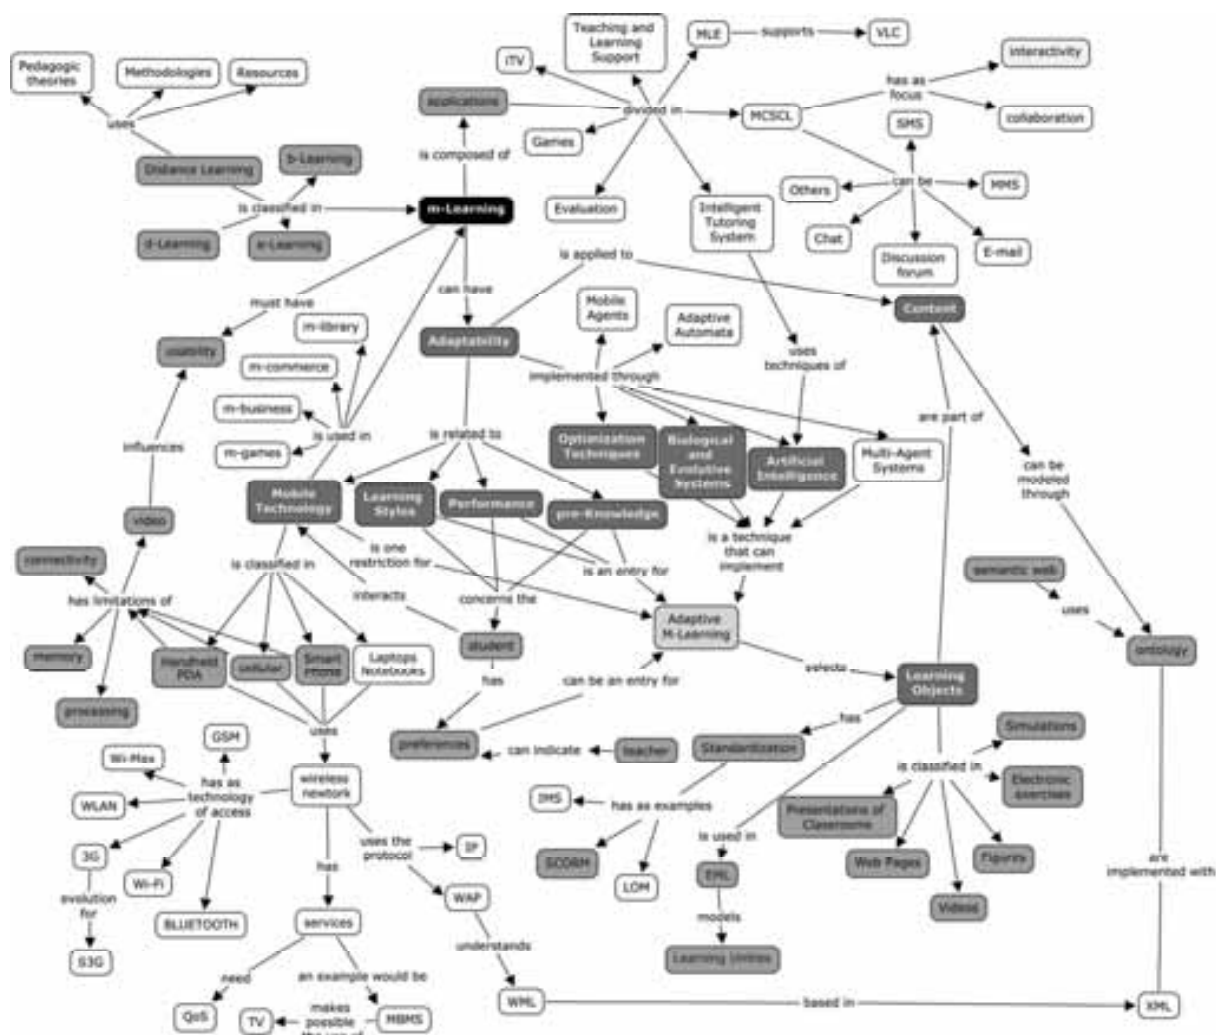 Teaching and
Learning
Support
MLE
supports
VLC
interactivity
Pedagogic
theories
Methodologies
Resources
iTV
has as
focus
applications
divided in
MCSCL
collaboration
uses
SMS
Games
is composed of
b-Learning
Distance Learning
can be
Others
MMS
is classified in
m-Learning
Evaluation
Intelligent
Tutoring
System
Chat
E-mail
d-Learning
e-Learning
Discussion
forum
is applied to
can have
must have
Mobile
Agents
Adaptive
Automata
Content
m-library
Adaptability
usability
uses
techniques of
m-commerce
implemented through
m-business
are part of
is used in
is related to
influences
m-games
Optimization
Techniques
Biological
and
Evolutive
Systems
Artificial
Intelligence
Multi-Agent
Systems
can be
modeled
through
Mobile
Technology
Learning
Styles
Performance
pre-Knowledge
video
is one
restriction for
is a technique
that can
implement
connectivity
is classified in
is an entry for
semantic web
has limitations of
interacts
concerns the
uses
Adaptive
M-Learning
memory
Handheld
PDA
cellular
Smart
Phone
Laptops
Notebooks
student
selects
Learning
Objects
ontology
has
can be an entry for
processing
has
uses
GSM
preferences
can indicate
teacher
Standardization
Simulations
Wi-Max
is classified in
has as
technology
of access
wireless
newtork
Electronic
exercises
WLAN
IMS
has as examples
Presentations of
Classrooms
uses the
protocol
IP
is used in
3G
SCORM
Web Pages
Figures
Wi-Fi
has
EML
LOM
are
implemented with
evolution
for
WAP
Videos
BLUETOOTH
services
models
understands
Learning Unities
need
an example would be
QoS
TV
makes
possible
the use of
MBMS
WML
based in
XML